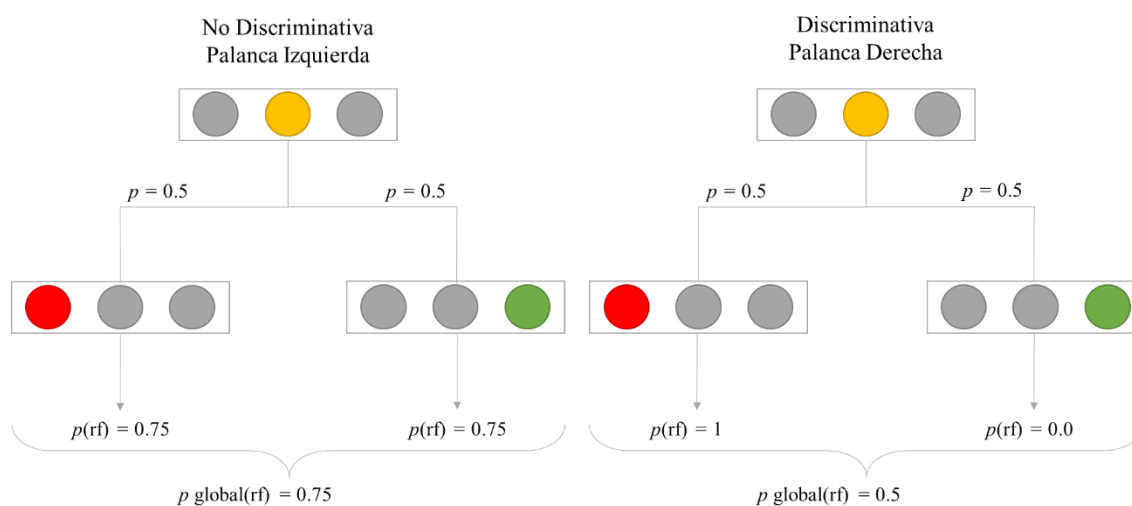 No Discriminativa
Palanca Izquierda
p = 0.5
p = 0.5
p(rf) = 0.75
p(rf) = 0.75
p global(rf) = 0.75
Discriminativa
Palanca Derecha
p = 0.5
p = 0.5
p(rf) = 1
p(rf) = 0.0
p global(rf) = 0.5